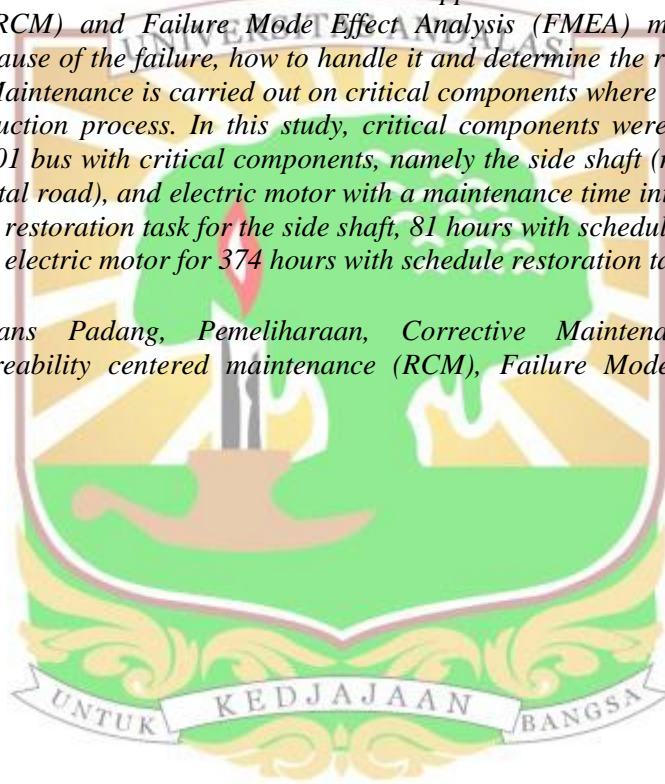 RCM) and Failure Mode Effect Analysis (FMEA) m
UNIVERSITAS ANDALAS
ause of the failure, how to handle it and determine the r
Maintenance is carried out on critical components where
uction process. In this study, critical components were
01 bus with critical components, namely the side shaft (r
tal road), and electric motor with a maintenance time in
restoration task for the side shaft, 81 hours with schedul
electric motor for 374 hours with schedule restoration ta
ans Padang, Pemeliharaan, Corrective Maintena
reability centered maintenance (RCM), Failure Mode
UNTUK KEDJAJAAN BANGSA